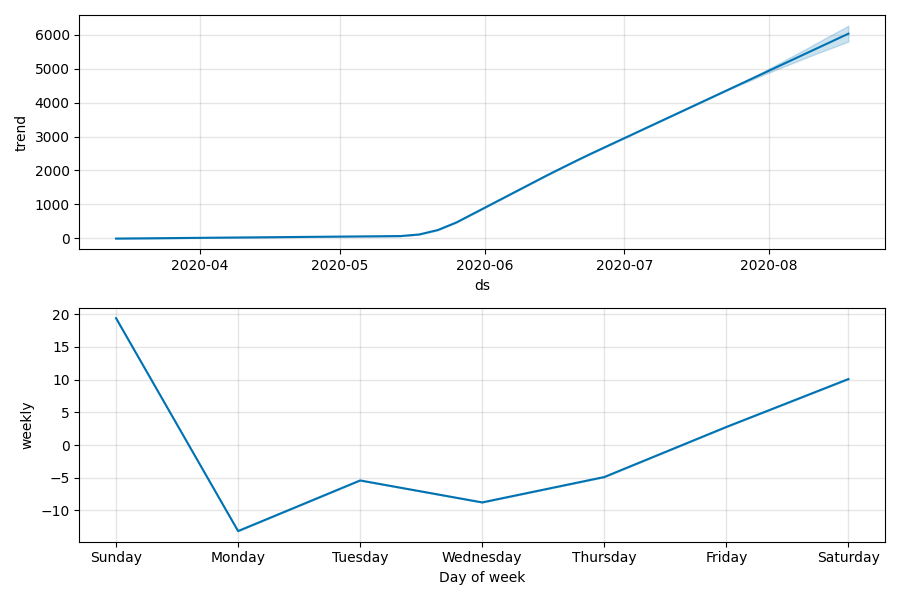 6000
5000
4000
3000
2000
1000
0
trend
2020-04 2020-05 2020-06 2020-07 2020-08
ds
20
15
10
5
0
−5
−10
weekly
Sunday Monday Tuesday Wednesday Thursday Friday Saturday
Day of week